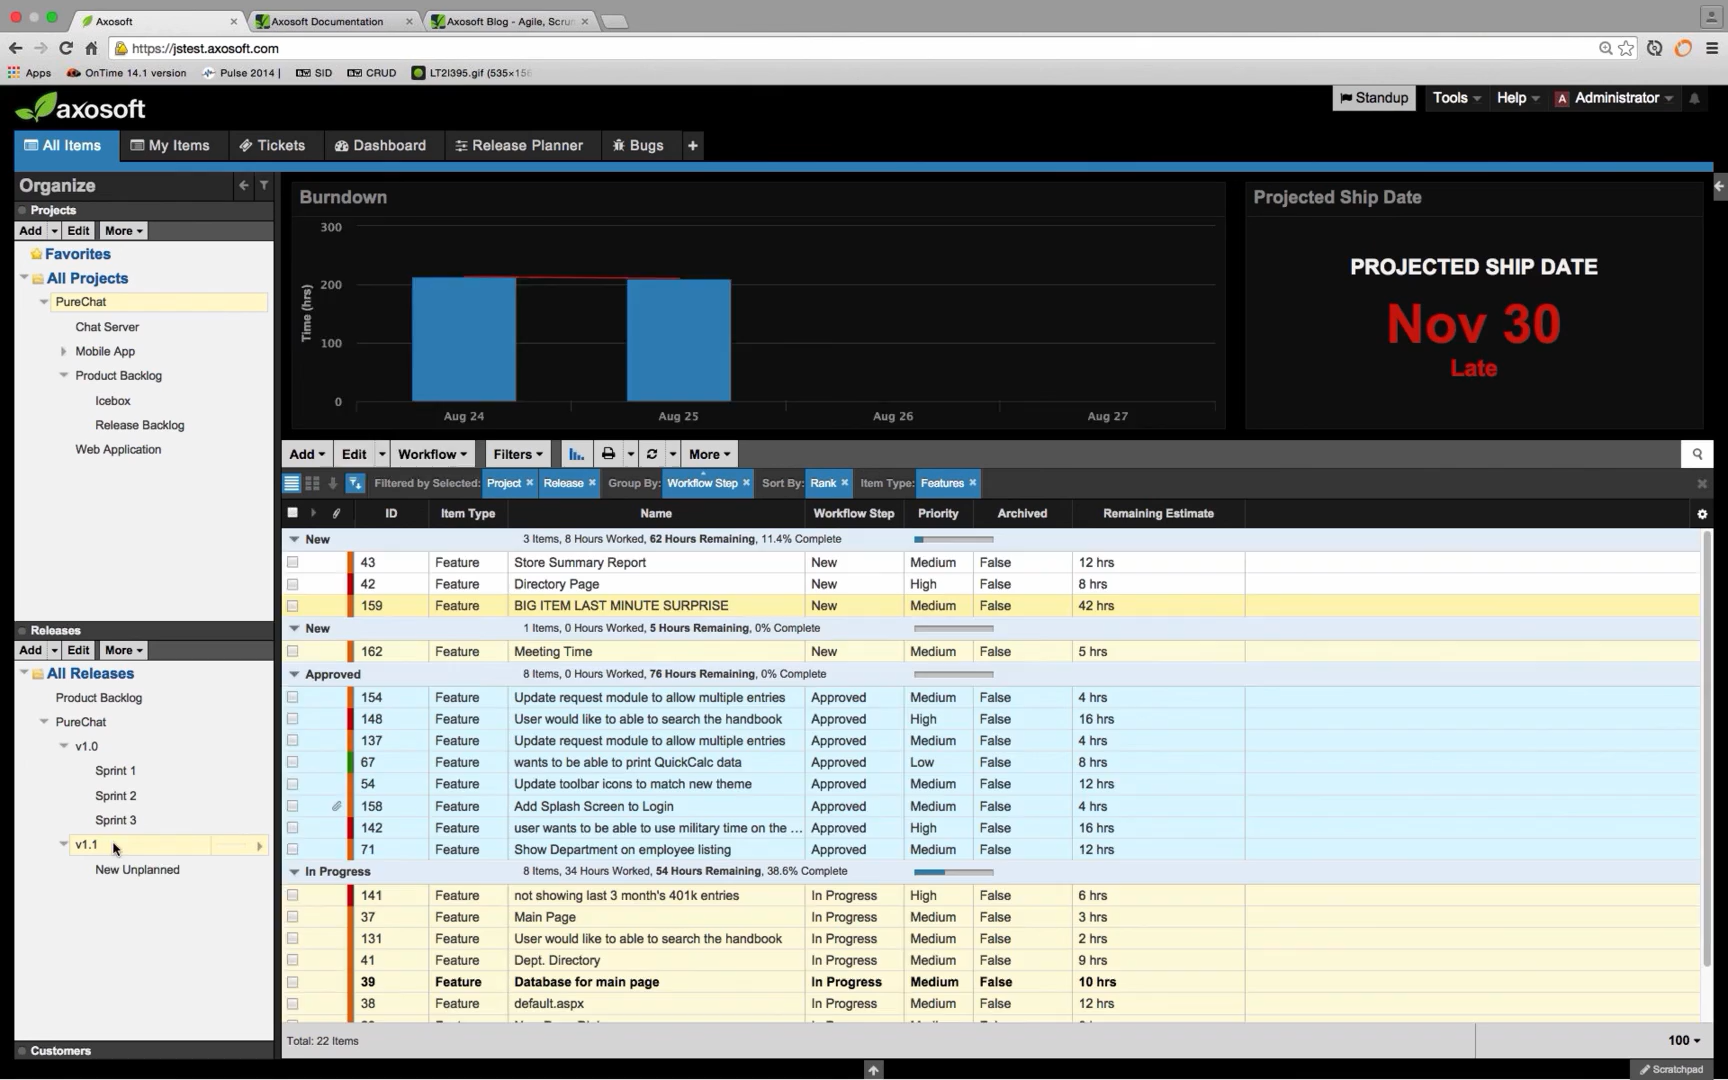 Axosoft
Axosoft Documentation
Axosoft Blog - Agile, Scru
https://jstest.axosoft.com
Apps
OnTime 14.1 version
Pulse 2014 |
SID
CRUD
LT2I395.gif (535×156
axosoft
Standup
Tools
Help
A
Administrator
All Items
My Items
Tickets
Dashboard
Release Planner
Bugs
+
Organize
Projects
Add
Edit
More
Favorites
All Projects
PureChat
Chat Server
Mobile App
Product Backlog
Icebox
Release Backlog
Web Application
Releases
Add
Edit
More
All Releases
Product Backlog
PureChat
v1.0
Sprint 1
Sprint 2
Sprint 3
v1.1
New Unplanned
Customers
Burndown
Time (hrs)
300
200
100
0
Aug 24 Aug 25 Aug 26 Aug 27
Projected Ship Date
PROJECTED SHIP DATE
Nov 30
Late
Add Edit Workflow Filters More
Filtered by Selected: Project × Release × Group By: Workflow Step × Sort By: Rank × Item Type: Features ×
ID Item Type Name Workflow Step Priority Archived Remaining Estimate
New 3 Items, 8 Hours Worked, 62 Hours Remaining, 11.4% Complete
43 Feature Store Summary Report New Medium False 12 hrs
42 Feature Directory Page New High False 8 hrs
159 Feature BIG ITEM LAST MINUTE SURPRISE New Medium False 42 hrs
New 1 Items, 0 Hours Worked, 5 Hours Remaining, 0% Complete
162 Feature Meeting Time New Medium False 5 hrs
Approved 8 Items, 0 Hours Worked, 76 Hours Remaining, 0% Complete
154 Feature Update request module to allow multiple entries Approved Medium False 4 hrs
148 Feature User would like to able to search the handbook Approved High False 16 hrs
137 Feature Update request module to allow multiple entries Approved Medium False 4 hrs
67 Feature wants to be able to print QuickCalc data Approved Low False 8 hrs
54 Feature Update toolbar icons to match new theme Approved Medium False 12 hrs
158 Feature Add Splash Screen to Login Approved Medium False 4 hrs
142 Feature user wants to be able to use military time on the ... Approved High False 16 hrs
71 Feature Show Department on employee listing Approved Medium False 12 hrs
In Progress 8 Items, 34 Hours Worked, 54 Hours Remaining, 38.6% Complete
141 Feature not showing last 3 month's 401k entries In Progress High False 6 hrs
37 Feature Main Page In Progress Medium False 3 hrs
131 Feature User would like to able to search the handbook In Progress Medium False 2 hrs
41 Feature Dept. Directory In Progress Medium False 9 hrs
39 Feature Database for main page In Progress Medium False 10 hrs
38 Feature default.aspx In Progress Medium False 12 hrs
Total: 22 Items
100
Scratchpad